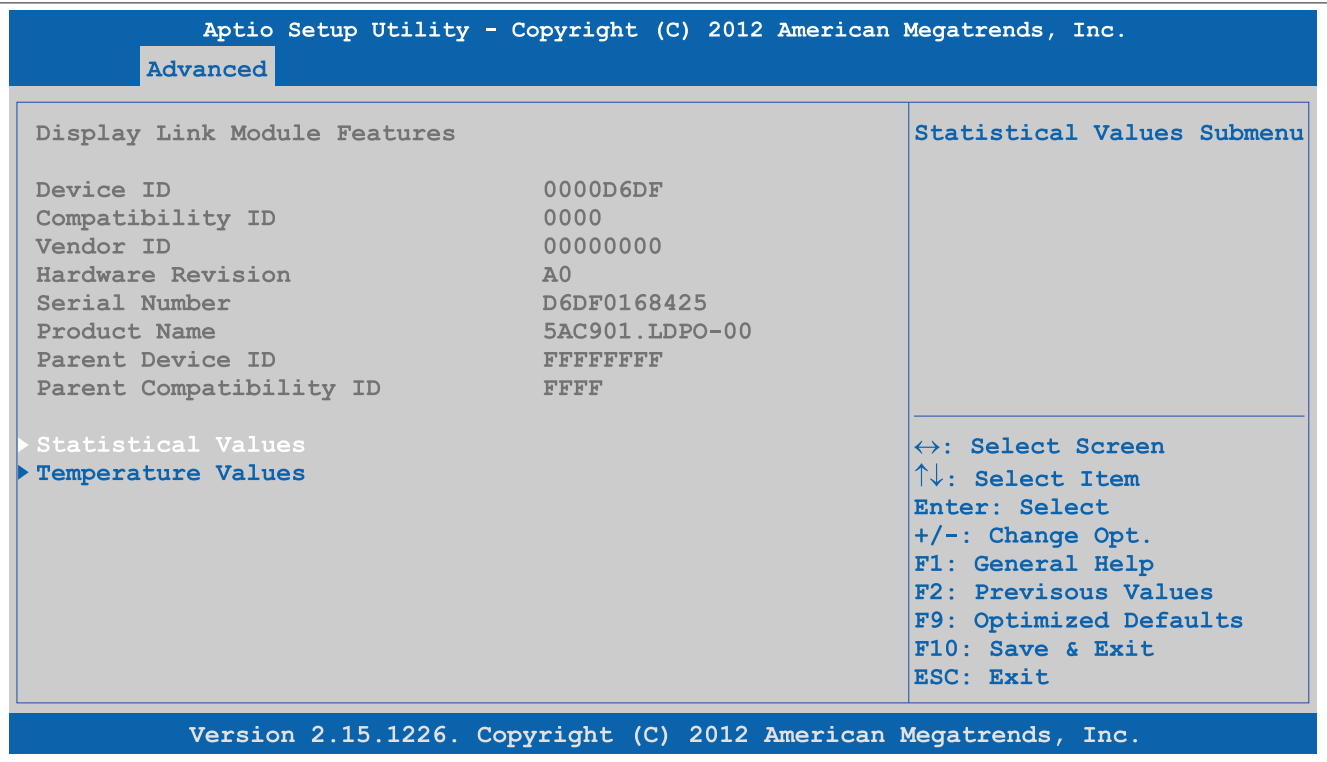 Aptio Setup Utility - Copyright (C) 2012 American Megatrends, Inc.
Advanced
Display Link Module Features
Device ID 0000D6DF
Compatibility ID 0000
Vendor ID 00000000
Hardware Revision A0
Serial Number D6DF0168425
Product Name 5AC901.LDPO-00
Parent Device ID FFFFFFFF
Parent Compatibility ID FFFF
Statistical Values
Temperature Values
Statistical Values Submenu
↔: Select Screen
↑↓: Select Item
Enter: Select
+/-: Change Opt.
F1: General Help
F2: Previsous Values
F9: Optimized Defaults
F10: Save & Exit
ESC: Exit
Version 2.15.1226. Copyright (C) 2012 American Megatrends, Inc.